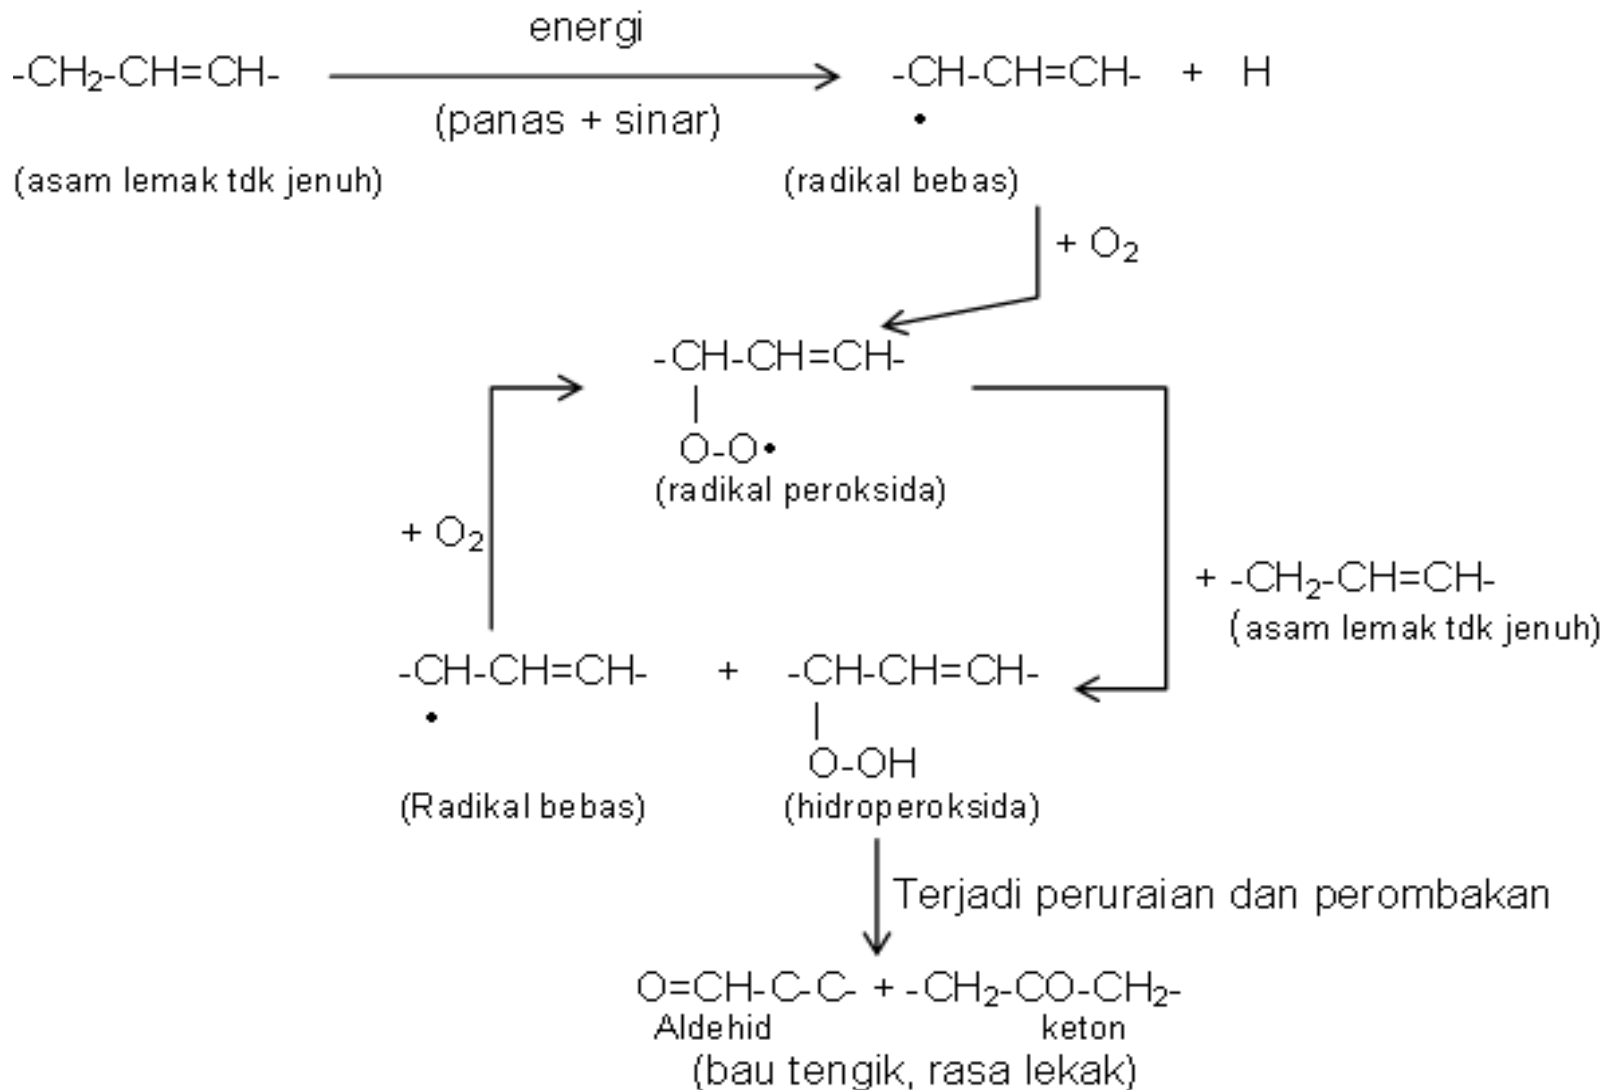 energi
-CH₂-CH=CH-
-CH-CH=CH- + H
•
(panas + sinar)
(asam lemak tdk jenuh)
(radikal bebas)
+ O₂
-CH-CH=CH-
|
O-O•
(radikal peroksida)
+ O₂
+ -CH₂-CH=CH-
(asam lemak tdk jenuh)
-CH-CH=CH- + -CH-CH=CH-
•
|
O-OH
(Radikal bebas)
(hidroperoksida)
Terjadi peruraian dan perombakan
O=CH-C-C- + -CH₂-CO-CH₂-
Aldehid
keton
(bau tengik, rasa lekak)